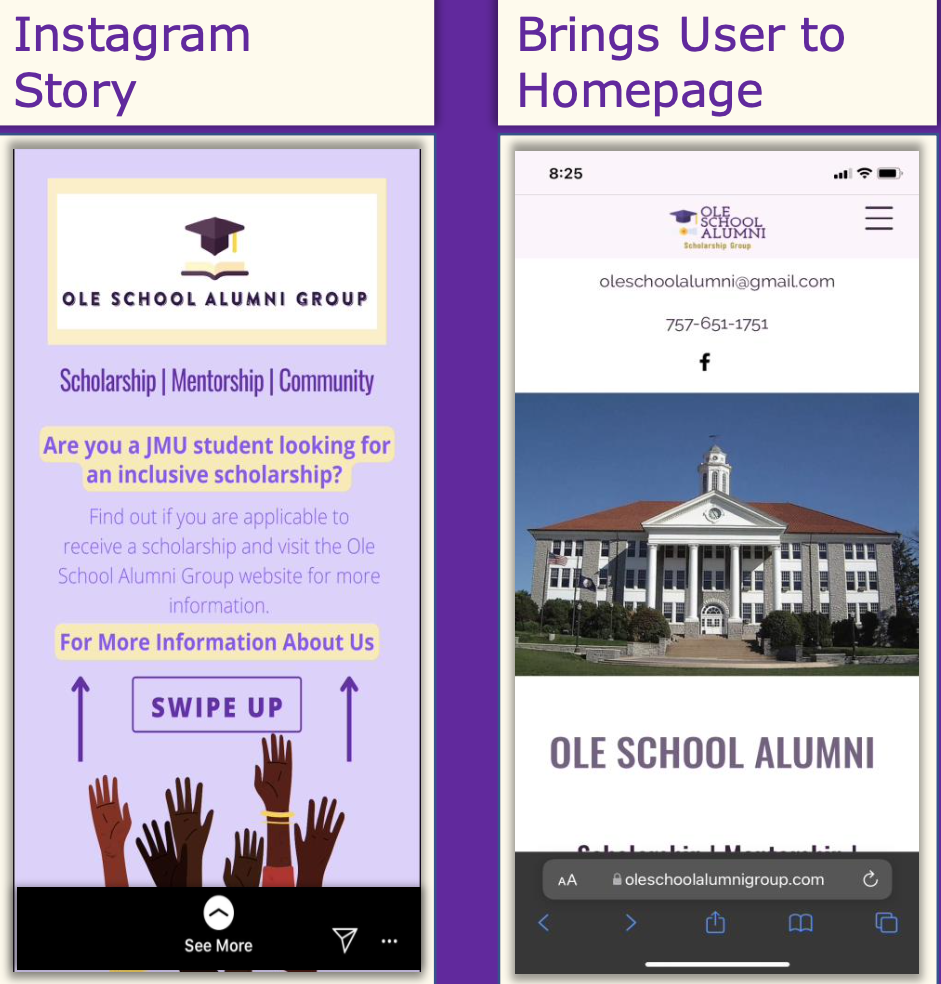 Instagram
Story
OLE SCHOOL ALUMNI GROUP
Scholarship | Mentorship | Community
Are you a JMU student looking for
an inclusive scholarship?
Find out if you are applicable to
receive a scholarship and visit the Ole
School Alumni Group website for more
information.
For More Information About Us
SWIPE UP
See More
Brings User to
Homepage
8:25
OLE
SCHOOL
ALUMNI
Scholarship Group
oleschoolalumni@gmail.com
757-651-1751
f
OLE SCHOOL ALUMNI
Scholarship | Mentorship |
AA oleschoolalumnigroup.com